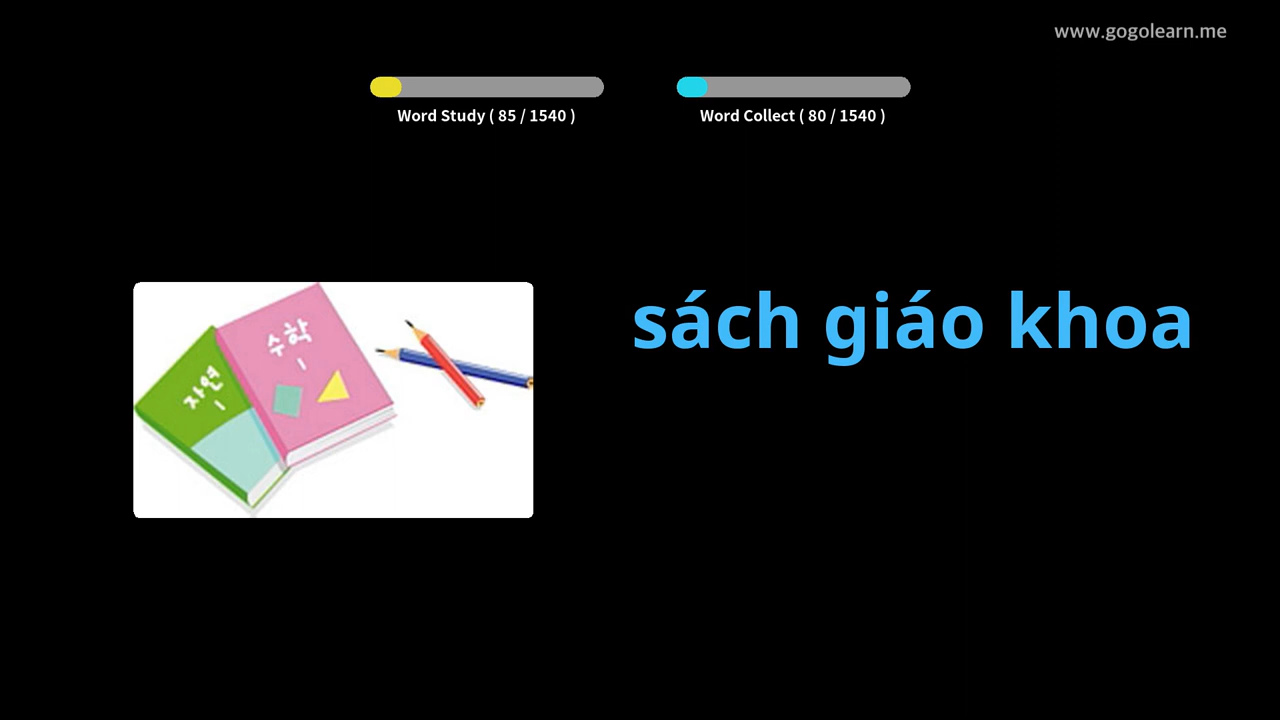 www.gogolearn.me
Word Study ( 85 / 1540 )
Word Collect ( 80 / 1540 )
sách giáo khoa
자연
1
수학
1